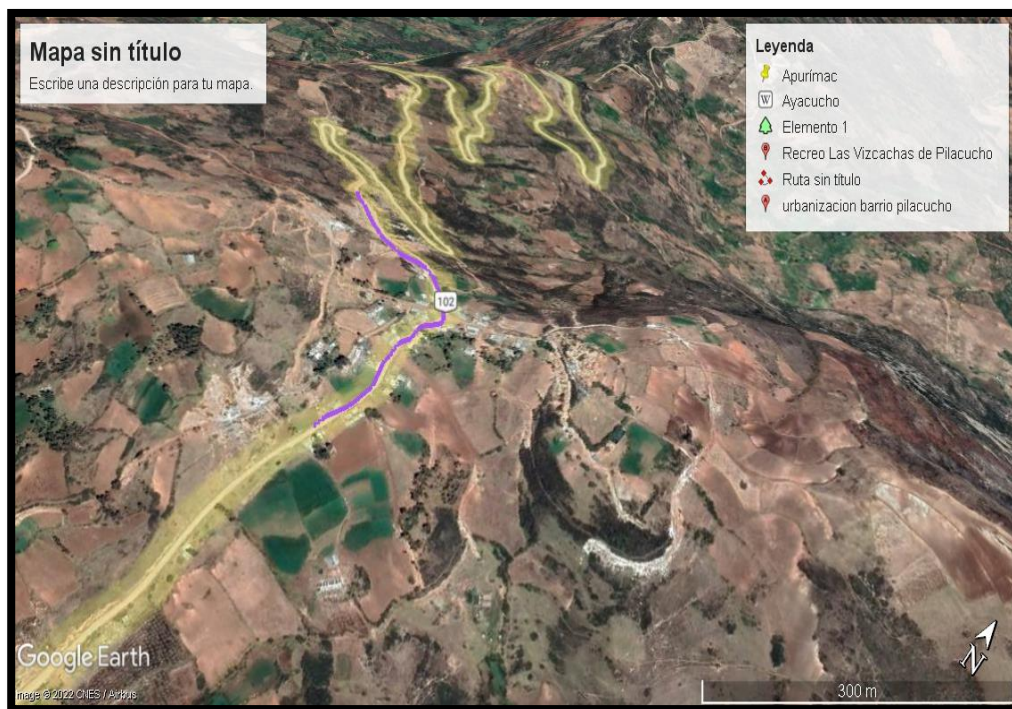 Mapa sin título
Escribe una descripción para tu mapa.
Leyenda
Apurímac
W
Ayacucho
Elemento 1
Recreo Las Vizcachas de Pilacucho
Ruta sin título
urbanizacion barrio pilacucho
102
Google Earth
Image © 2022 CNES / Airbus
N
300 m